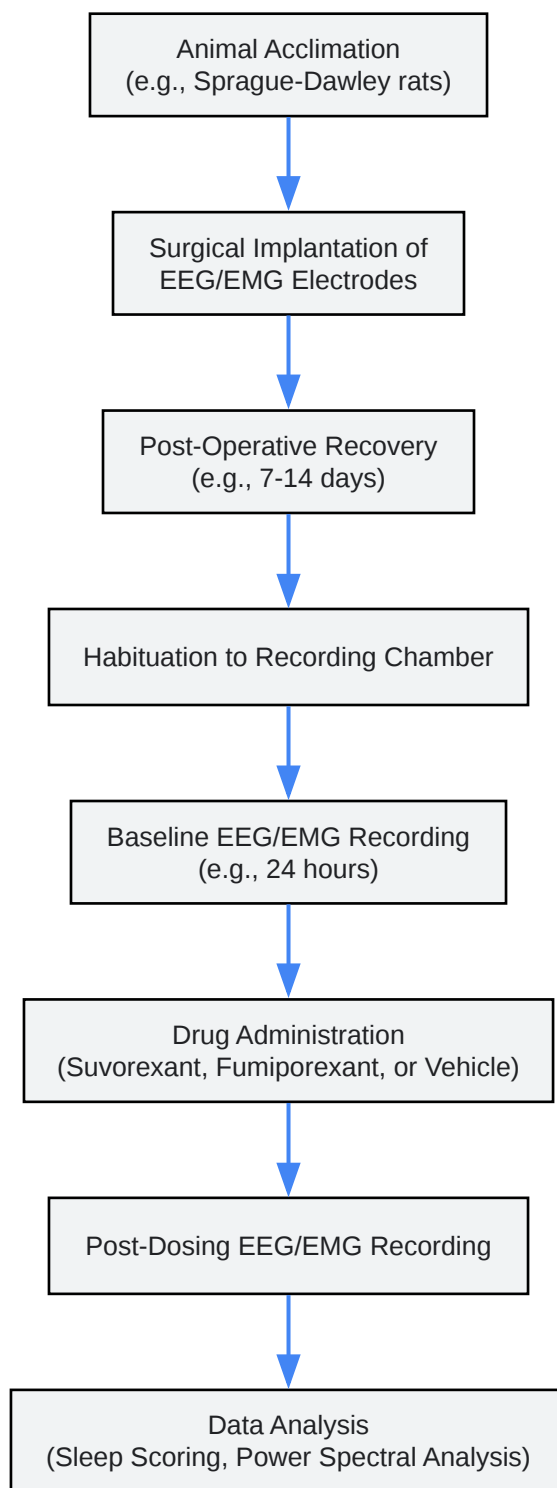 Animal Acclimation
(e.g., Sprague-Dawley rats)
Surgical Implantation of
EEG/EMG Electrodes
Post-Operative Recovery
(e.g., 7-14 days)
Habituation to Recording Chamber
Baseline EEG/EMG Recording
(e.g., 24 hours)
Drug Administration
(Suvorexant, Fumiporexant, or Vehicle)
Post-Dosing EEG/EMG Recording
Data Analysis
(Sleep Scoring, Power Spectral Analysis)